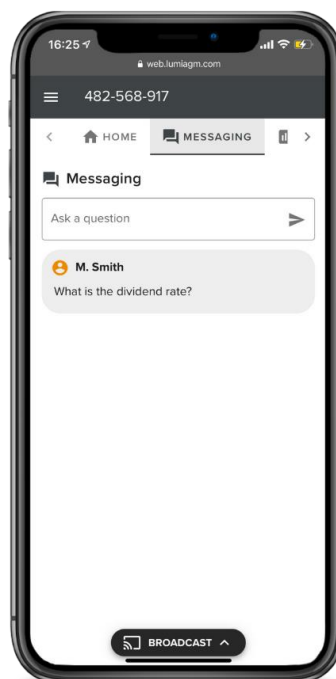 16:25
web.lumiagm.com
482-568-917
HOME
MESSAGING
Messaging
Ask a question
M. Smith
What is the dividend rate?
BROADCAST